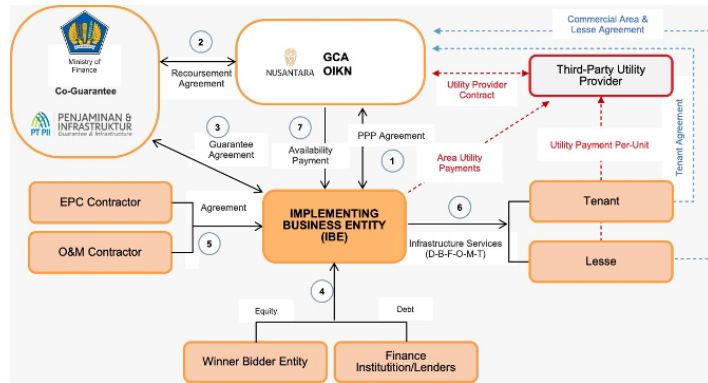 Ministry of
Finance
Co-Guarantee
PT PII
PENJAMINAN &
INFRASTRUKTUR
Guarantee & Infrastructure
2
Recoursement
Agreement
NUSANTARA
GCA
OIKN
Commercial Area &
Lesse Agreement
Utility Provider
Contract
Third-Party Utility
Provider
3
Guarantee
Agreement
7
Availability
Payment
PPP Agreement
1
Area Utility
Payments
Utility Payment Per-Unit
Tenant Agreement
EPC Contractor
O&M Contractor
Agreement
5
IMPLEMENTING
BUSINESS ENTITY
(IBE)
6
Infrastructure Services
(D-B-F-O-M-T)
Tenant
Lesse
4
Equity
Debt
Winner Bidder Entity
Finance
Institutition/Lenders